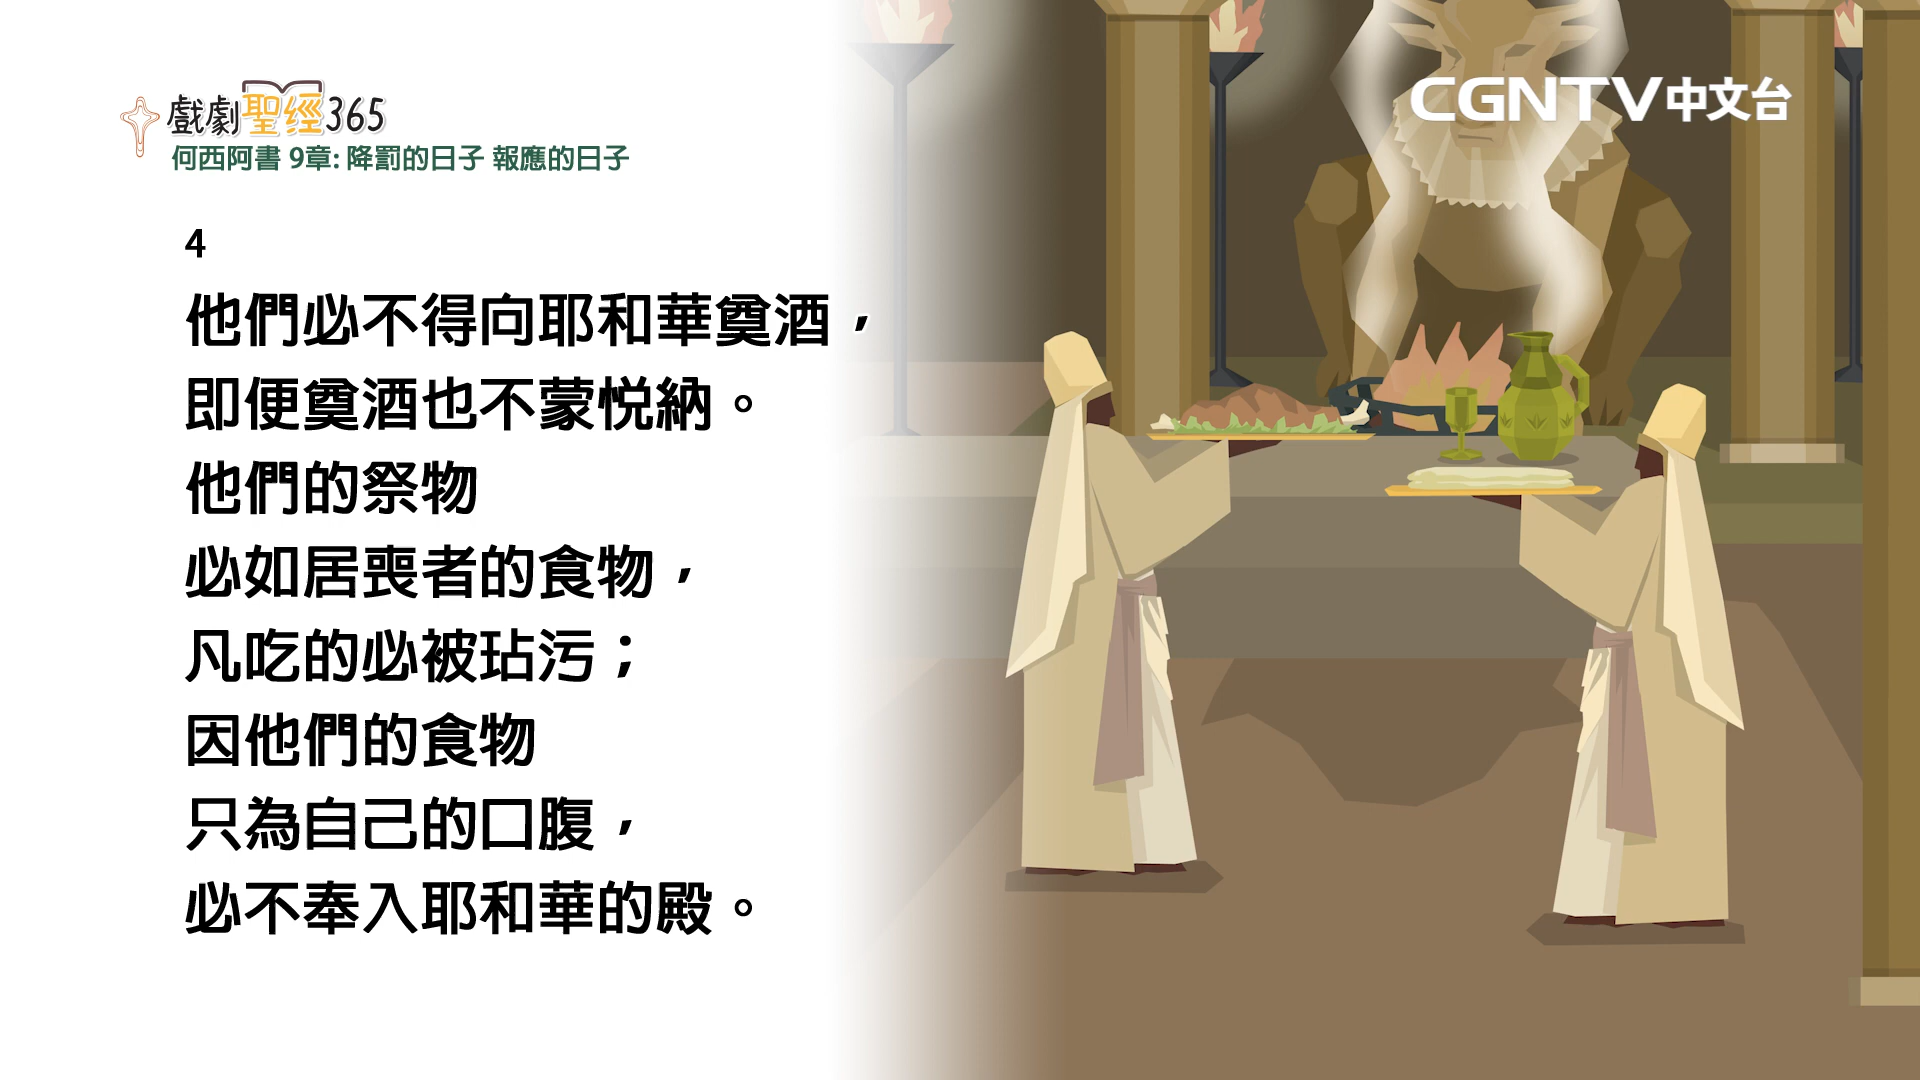 戲劇聖經365
CGNTV中文台
何西阿書 9章: 降罰的日子 報應的日子
4
他們必不得向耶和華奠酒，
即便奠酒也不蒙悦納。
他們的祭物
必如居喪者的食物，
凡吃的必被玷污；
因他們的食物
只為自己的口腹，
必不奉入耶和華的殿。